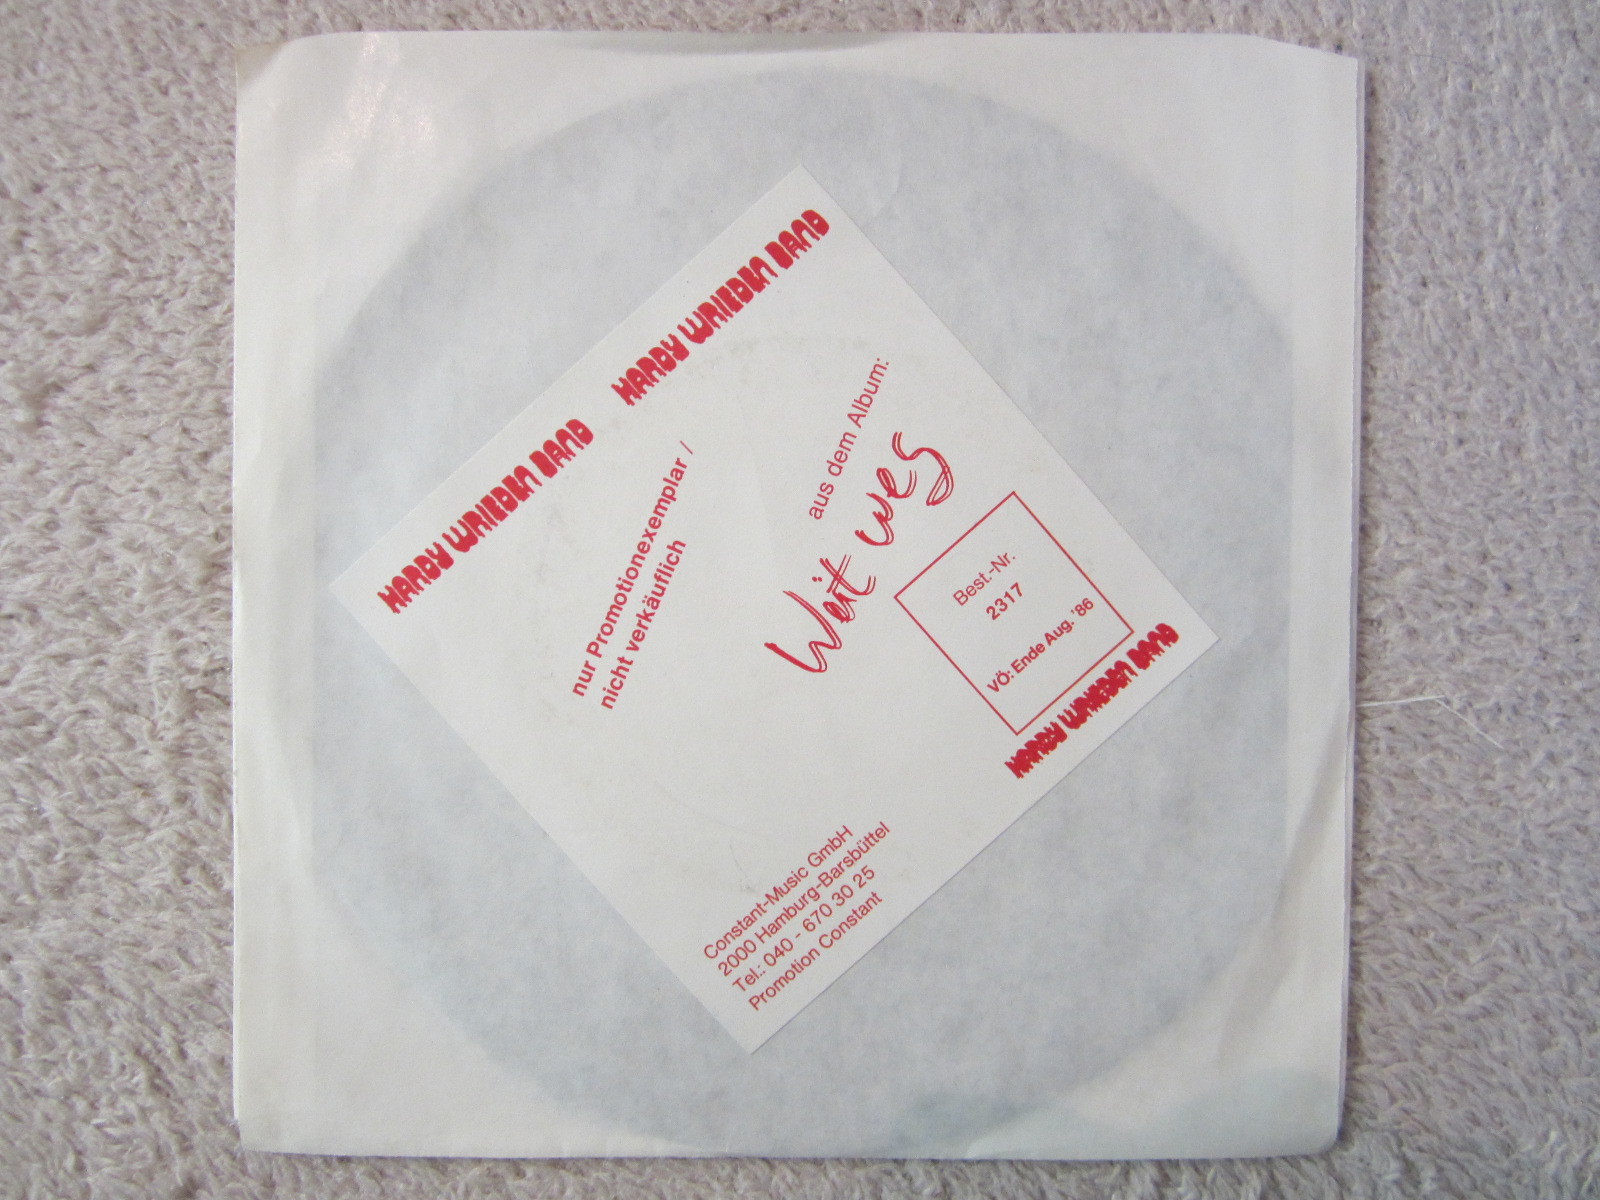 HARDY WRIEDEN BAND HARDY WRIEDEN BAND
nur Promotionexemplar /
nicht verkäuflich
aus dem Album:
Weit weg
Best.-Nr.
2317
VÖ: Ende Aug. '86
HARDY WRIEDEN BAND
Constant-Music GmbH
2000 Hamburg-Barsbüttel
Tel.: 040 - 670 30 25
Promotion Constant